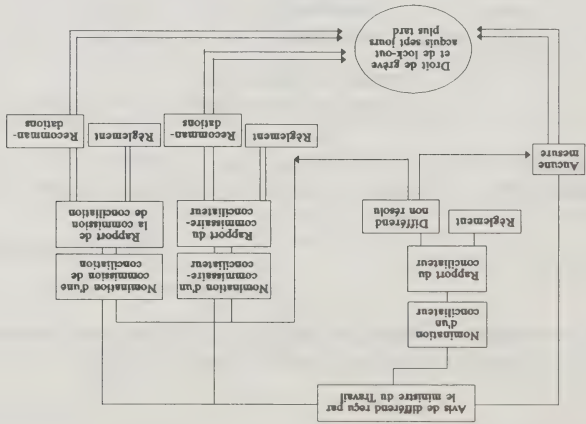 Avis de différend reçu par
le ministre du Travail
Nomination
d'un
conciliateur
Nomination d'un
commissaire-
conciliateur
Nomination d'une
commission de
conciliation
Rapport du
conciliateur
Rapport du
commissaire-
conciliateur
Rapport de
la commission
de conciliation
Règlement
Différend
non résolu
Aucune
mesure
Règlement
Recomman-
dations
Règlement
Recomman-
dations
Droit de grève
et de lock-out
acquis sept jours
plus tard